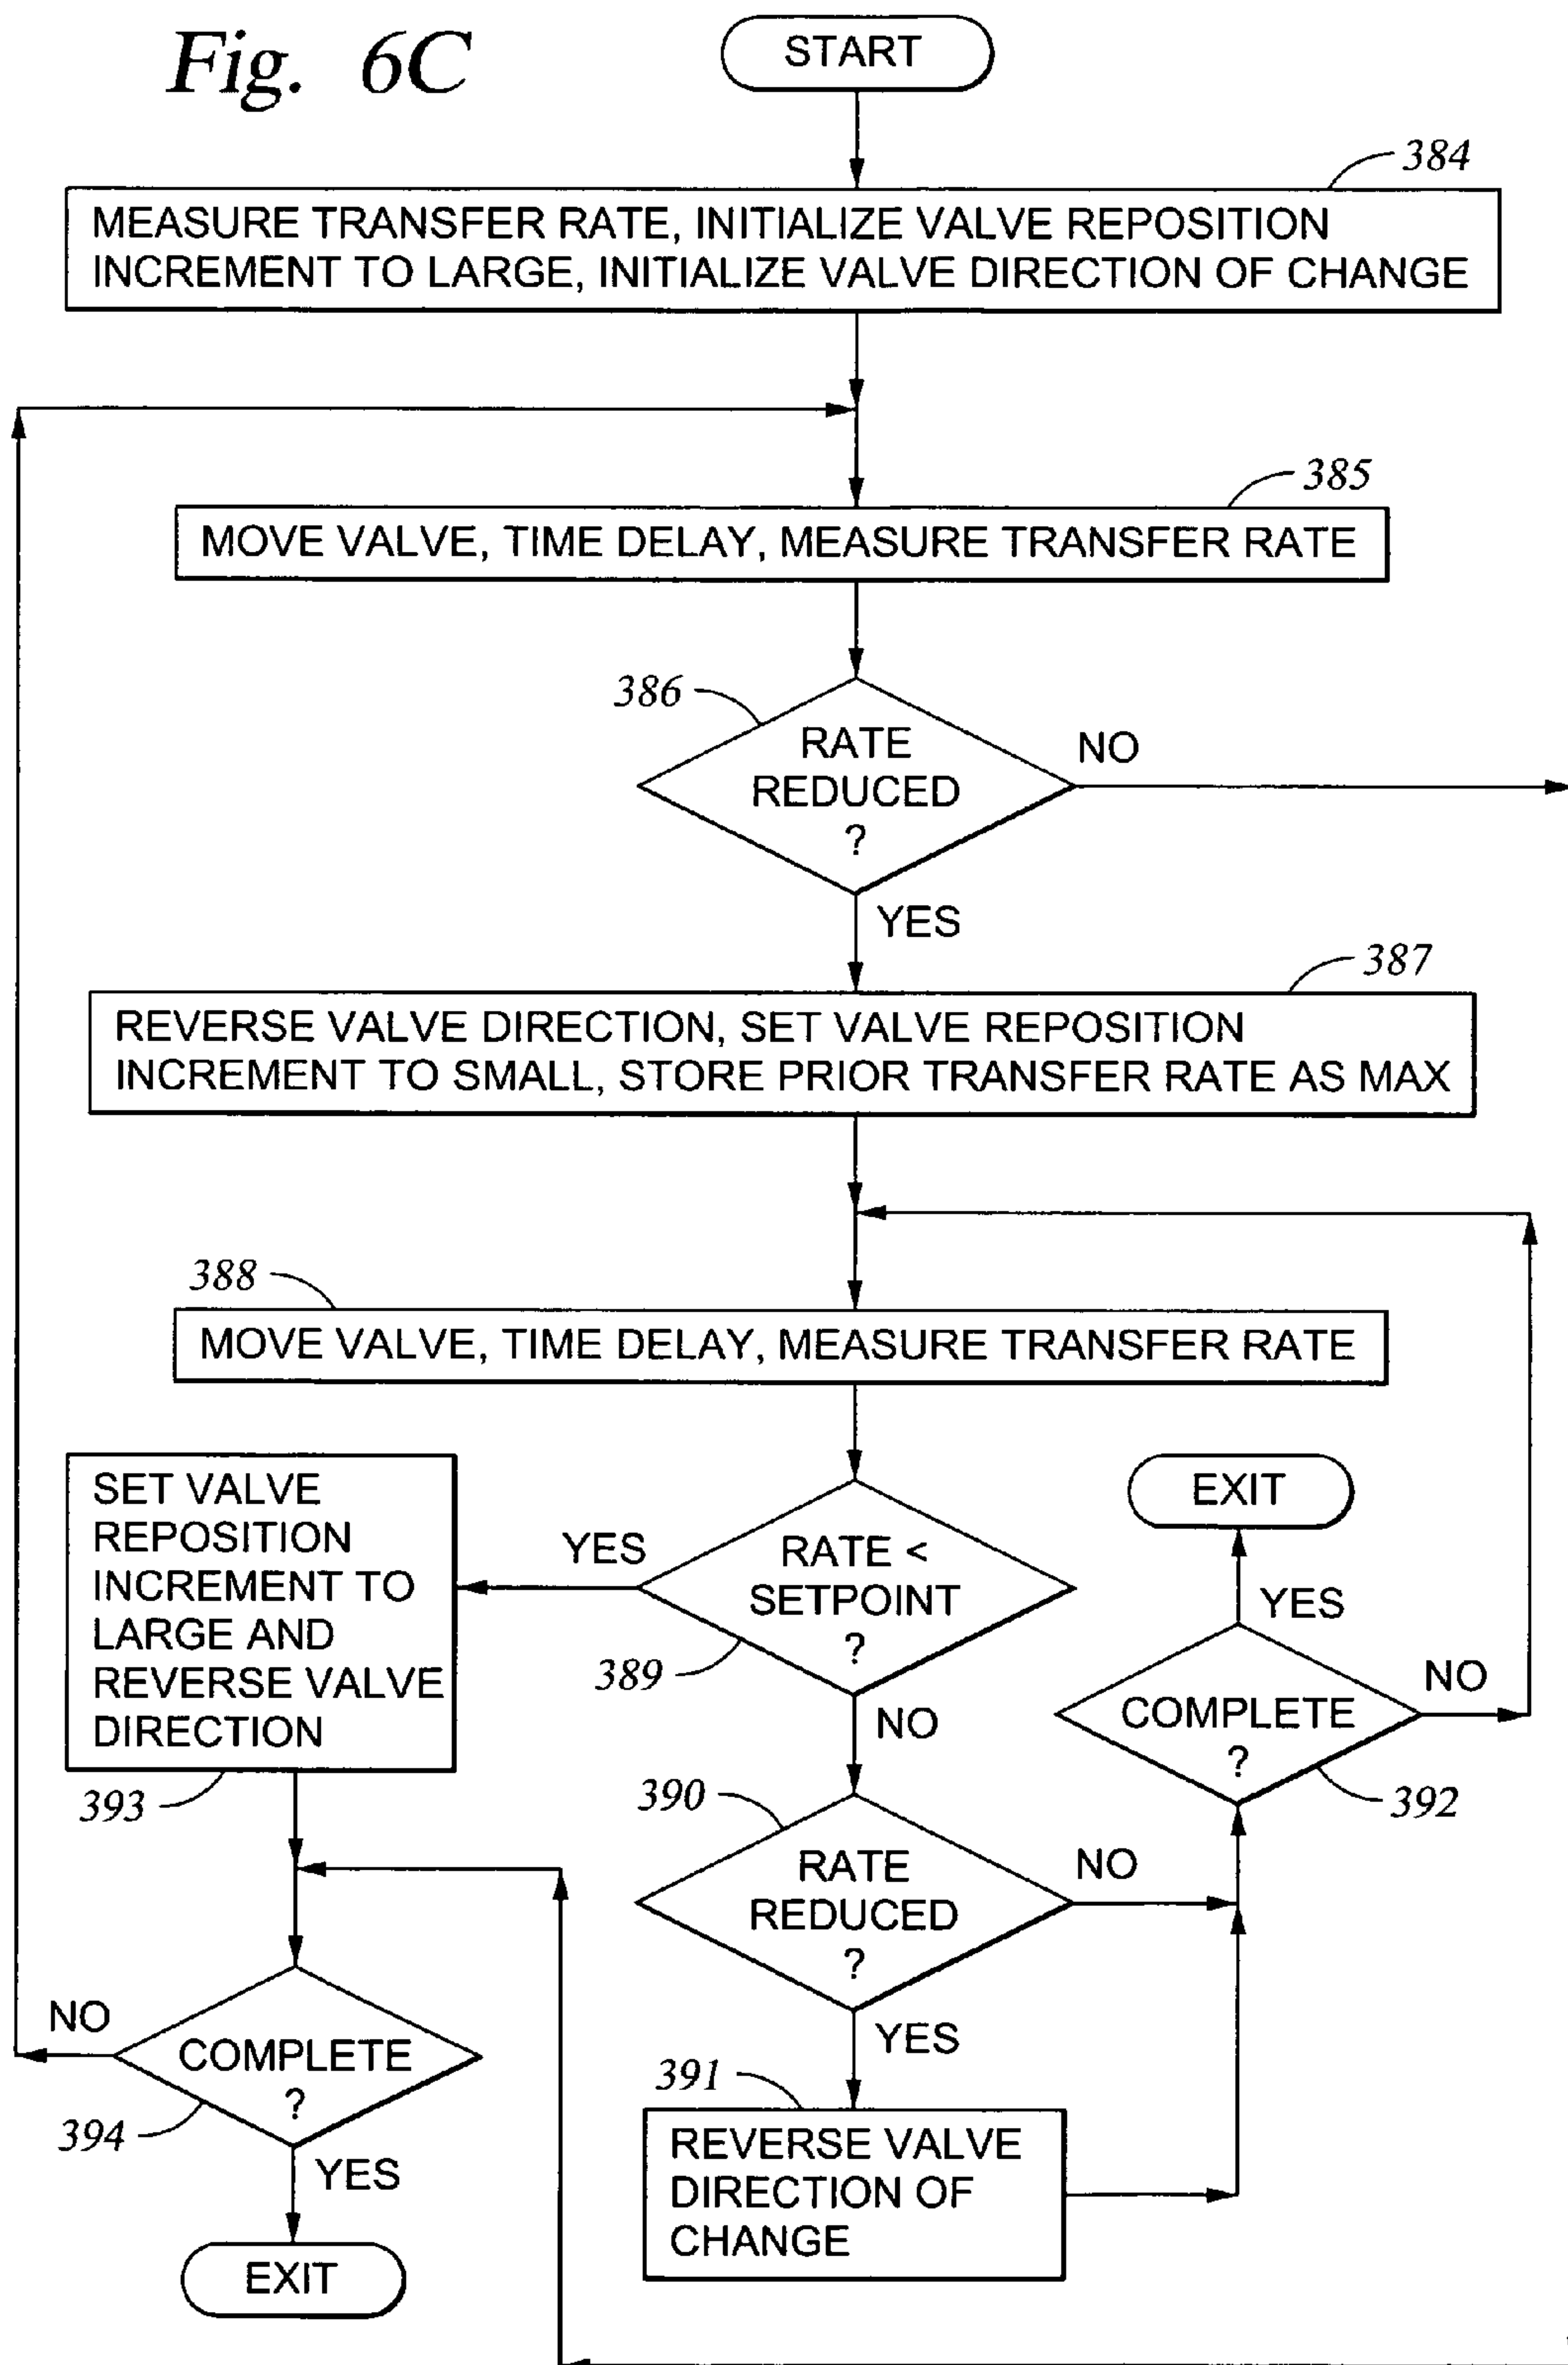 Fig. 6C
START
384
MEASURE TRANSFER RATE, INITIALIZE VALVE REPOSITION
INCREMENT TO LARGE, INITIALIZE VALVE DIRECTION OF CHANGE
385
MOVE VALVE, TIME DELAY, MEASURE TRANSFER RATE
386
RATE
REDUCED
?
NO
YES
387
REVERSE VALVE DIRECTION, SET VALVE REPOSITION
INCREMENT TO SMALL, STORE PRIOR TRANSFER RATE AS MAX
388
MOVE VALVE, TIME DELAY, MEASURE TRANSFER RATE
SET VALVE
REPOSITION
INCREMENT TO
LARGE AND
REVERSE VALVE
DIRECTION
393
YES
RATE <
SETPOINT
?
389
NO
EXIT
YES
COMPLETE
?
NO
392
390
RATE
REDUCED
?
NO
YES
391
REVERSE VALVE
DIRECTION OF
CHANGE
NO
COMPLETE
?
394
YES
EXIT